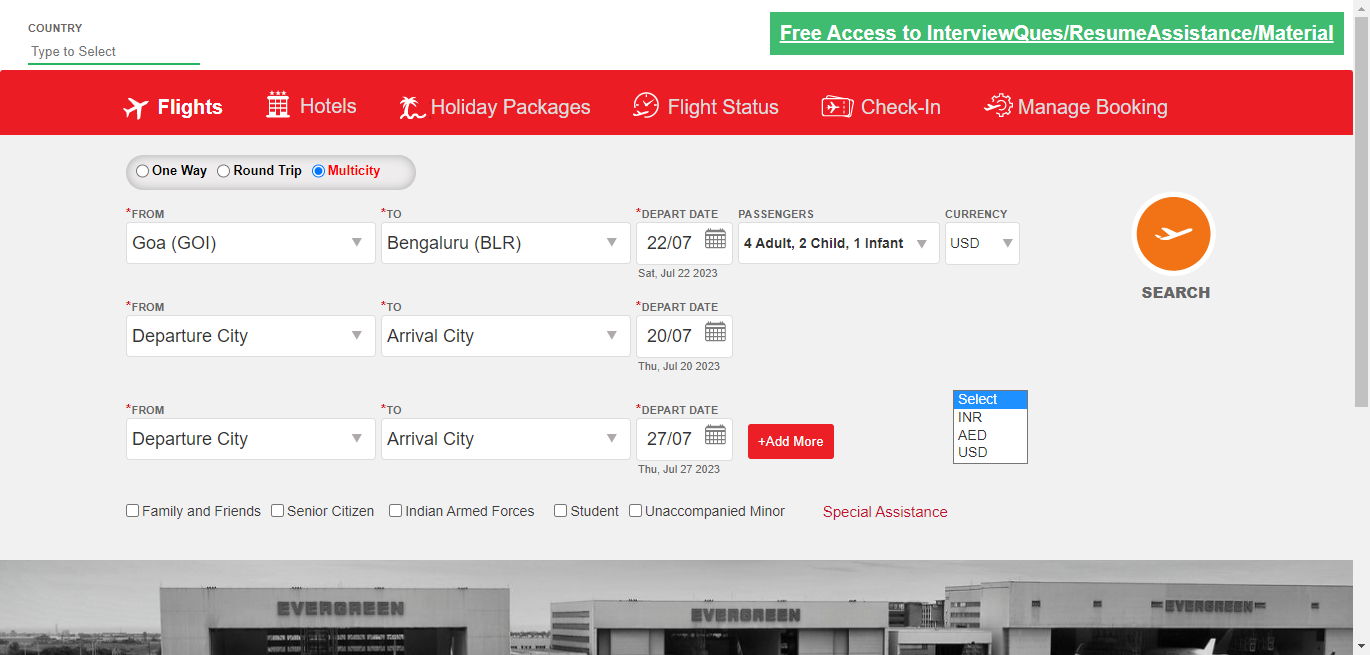 COUNTRY
Type to Select
Free Access to InterviewQues/ResumeAssistance/Material
Flights Hotels Holiday Packages Flight Status Check-In Manage Booking
One Way Round Trip Multicity
*FROM *TO *DEPART DATE PASSENGERS CURRENCY
Goa (GOI) Bengaluru (BLR) 22/07 4 Adult, 2 Child, 1 Infant USD
Sat, Jul 22 2023
SEARCH
*FROM *TO *DEPART DATE
Departure City Arrival City 20/07
Thu, Jul 20 2023
*FROM *TO *DEPART DATE
Departure City Arrival City 27/07 +Add More
Thu, Jul 27 2023
Select
INR
AED
USD
Family and Friends Senior Citizen Indian Armed Forces Student Unaccompanied Minor Special Assistance
EVERGREEN EVERGREEN EVERGREEN